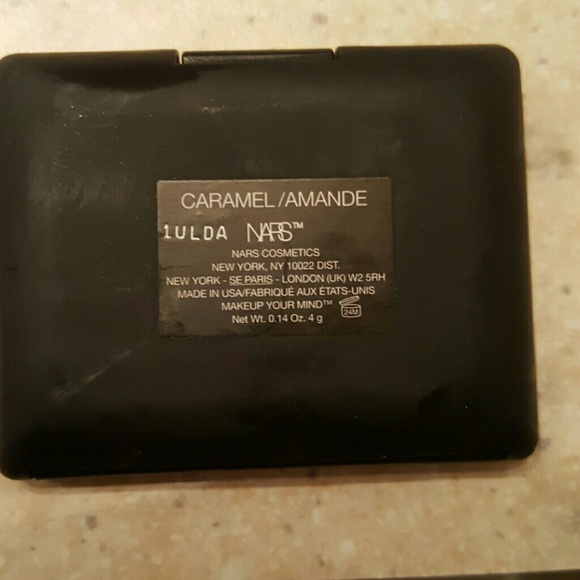 CARAMEL/AMANDE
1ULDA NARS™
NARS COSMETICS
NEW YORK, NY 10022 DIST.
NEW YORK - SE PARIS - LONDON (UK) W2 5RH
MADE IN USA/FABRIQUÉ AUX ÉTATS-UNIS
MAKEUP YOUR MIND™
24M
Net Wt. 0.14 Oz. 4 g